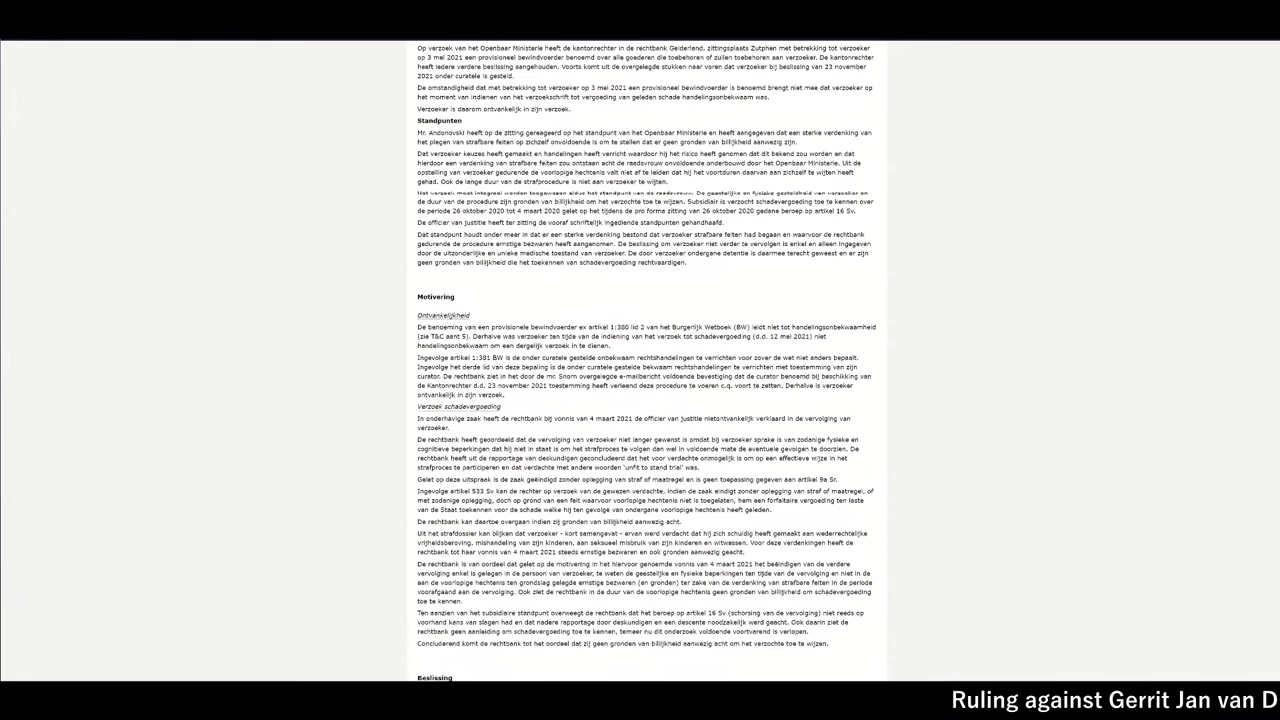 Op verzoek van het Openbaar Ministerie heeft de kantonrechter in de rechtbank Gelderland, zittingsplaats Zutphen met betrekking tot verzoeker
op 3 mei 2021 een provisioneel bewindvoerder benoemd over alle goederen die toebehoren of zullen toebehoren aan verzoeker. De kantonrechter
heeft iedere verdere beslissing aangehouden. Voorts komt uit de overgelegde stukken naar voren dat verzoeker bij beslissing van 23 november
2021 onder curatele is gesteld.
De omstandigheid dat met betrekking tot verzoeker op 3 mei 2021 een provisioneel bewindvoerder is benoemd brengt niet mee dat verzoeker op
het moment van indienen van het verzoekschrift tot vergoeding van geleden schade handelingsonbekwaam was.
Verzoeker is daarom ontvankelijk in zijn verzoek.
Standpunten
Mr. Andonovski heeft op de zitting gereageerd op het standpunt van het Openbaar Ministerie en heeft aangegeven dat een sterke verdenking van
het plegen van strafbare feiten op zichzelf onvoldoende is om te stellen dat er geen gronden van billijkheid aanwezig zijn.
Dat verzoeker keuzes heeft gemaakt en handelingen heeft verricht waardoor hij het risico heeft genomen dat dit bekend zou worden en dat
hierdoor een verdenking van strafbare feiten zou ontstaan acht de raadsvrouw onvoldoende onderbouwd door het Openbaar Ministerie. Uit de
opstelling van verzoeker gedurende de voorlopige hechtenis valt niet af te leiden dat hij het voortduren daarvan aan zichzelf te wijten heeft
gehad. Ook de lange duur van de strafprocedure is niet aan verzoeker te wijten.
Het verzoek moet integraal worden toegewezen aldus het standpunt van de raadsvrouw. De geestelijke en fysieke gesteldheid van verzoeker en
de duur van de procedure zijn gronden van billijkheid om het verzochte toe te wijzen. Subsidiair is verzocht schadevergoeding toe te kennen over
de periode 26 oktober 2020 tot 4 maart 2020 gelet op het tijdens de pro forma zitting van 26 oktober 2020 gedane beroep op artikel 16 Sv.
De officier van justitie heeft ter zitting de vooraf schriftelijk ingediende standpunten gehandhaafd.
Dat standpunt houdt onder meer in dat er een sterke verdenking bestond dat verzoeker strafbare feiten had begaan en waarvoor de rechtbank
gedurende de procedure ernstige bezwaren heeft aangenomen. De beslissing om verzoeker niet verder te vervolgen is enkel en alleen ingegeven
door de uitzonderlijke en unieke medische toestand van verzoeker. De door verzoeker ondergane detentie is daarmee terecht geweest en er zijn
geen gronden van billijkheid die het toekennen van schadevergoeding rechtvaardigen.
Motivering
Ontvankelijkheid
De benoeming van een provisionele bewindvoerder ex artikel 1:380 lid 2 van het Burgerlijk Wetboek (BW) leidt niet tot handelingsonbekwaamheid
(zie T&C aant 5). Derhalve was verzoeker ten tijde van de indiening van het verzoek tot schadevergoeding (d.d. 12 mei 2021) niet
handelingsonbekwaam om een dergelijk verzoek in te dienen.
Ingevolge artikel 1:381 BW is de onder curatele gestelde onbekwaam rechtshandelingen te verrichten voor zover de wet niet anders bepaalt.
Ingevolge het derde lid van deze bepaling is de onder curatele gestelde bekwaam rechtshandelingen te verrichten met toestemming van zijn
curator. De rechtbank ziet in het door de mr. Snorn overgelegde e-mailbericht voldoende bevestiging dat de curator benoemd bij beschikking van
de Kantonrechter d.d. 23 november 2021 toestemming heeft verleend deze procedure te voeren c.q. voort te zetten. Derhalve is verzoeker
ontvankelijk in zijn verzoek.
Verzoek schadevergoeding
In onderhavige zaak heeft de rechtbank bij vonnis van 4 maart 2021 de officier van justitie nietontvankelijk verklaard in de vervolging van
verzoeker.
De rechtbank heeft geoordeeld dat de vervolging van verzoeker niet langer gewenst is omdat bij verzoeker sprake is van zodanige fysieke en
cognitieve beperkingen dat hij niet in staat is om het strafproces te volgen dan wel in voldoende mate de eventuele gevolgen te doorzien. De
rechtbank heeft uit de rapportage van deskundigen geconcludeerd dat het voor verdachte onmogelijk is om op een effectieve wijze in het
strafproces te participeren en dat verdachte met andere woorden 'unfit to stand trial' was.
Gelet op deze uitspraak is de zaak geëindigd zonder oplegging van straf of maatregel en is geen toepassing gegeven aan artikel 9a Sr.
Ingevolge artikel 533 Sv kan de rechter op verzoek van de gewezen verdachte, indien de zaak eindigt zonder oplegging van straf of maatregel, of
met zodanige oplegging, doch op grond van een feit waarvoor voorlopige hechtenis niet is toegelaten, hem een forfaitaire vergoeding ten laste
van de Staat toekennen voor de schade welke hij ten gevolge van ondergane voorlopige hechtenis heeft geleden.
De rechtbank kan daartoe overgaan indien zij gronden van billijkheid aanwezig acht.
Uit het strafdossier kan blijken dat verzoeker - kort samengevat - ervan werd verdacht dat hij zich schuldig heeft gemaakt aan wederrechtelijke
vrijheidsberoving, mishandeling van zijn kinderen, aan seksueel misbruik van zijn kinderen en witwassen. Voor deze verdenkingen heeft de
rechtbank tot haar vonnis van 4 maart 2021 steeds ernstige bezwaren en ook gronden aanwezig geacht.
De rechtbank is van oordeel dat gelet op de motivering in het hiervoor genoemde vonnis van 4 maart 2021 het beëindigen van de verdere
vervolging enkel is gelegen in de persoon van verzoeker, te weten de geestelijke en fysieke beperkingen ten tijde van de vervolging en niet in de
aan de voorlopige hechtenis ten grondslag gelegde ernstige bezwaren (en gronden) ter zake van de verdenking van strafbare feiten in de periode
voorafgaand aan de vervolging. Ook ziet de rechtbank in de duur van de voorlopige hechtenis geen gronden van billijkheid om schadevergoeding
toe te kennen.
Ten aanzien van het subsidiaire standpunt overweegt de rechtbank dat het beroep op artikel 16 Sv (schorsing van de vervolging) niet reeds op
voorhand kans van slagen had en dat nadere rapportage door deskundigen en een descente noodzakelijk werd geacht. Ook daarin ziet de
rechtbank geen aanleiding om schadevergoeding toe te kennen, temeer nu dit onderzoek voldoende voortvarend is verlopen.
Concluderend komt de rechtbank tot het oordeel dat zij geen gronden van billijkheid aanwezig acht om het verzochte toe te wijzen.
Beslissing
Ruling against Gerrit Jan van D